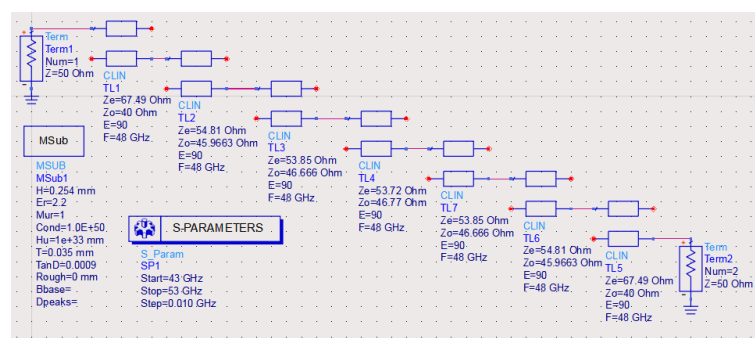 Term
Term1
Num=1
Z=50 Ohm
CLIN
TL1
Ze=67.49 Ohm
Zo=40 Ohm
E=90
F=48 GHz
CLIN
TL2
Ze=54.81 Ohm
Zo=45.9663 Ohm
E=90
F=48 GHz
CLIN
TL3
Ze=53.85 Ohm
Zo=46.666 Ohm
E=90
F=48 GHz
CLIN
TL4
Ze=53.72 Ohm
Zo=46.77 Ohm
E=90
F=48 GHz
CLIN
TL7
Ze=53.85 Ohm
Zo=46.666 Ohm
E=90
F=48 GHz
CLIN
TL6
Ze=54.81 Ohm
Zo=45.9663 Ohm
E=90
F=48 GHz
CLIN
TL5
Ze=67.49 Ohm
Zo=40 Ohm
E=90
F=48 GHz
Term
Term2
Num=2
Z=50 Ohm
MSub
MSUB
MSub1
H=0.254 mm
Er=2.2
Mur=1
Cond=1.0E+50
Hu=1e+33 mm
T=0.035 mm
TanD=0.0009
Rough=0 mm
Bbase=
Dpeaks=
S-PARAMETERS
S_Param
SP1
Start=43 GHz
Stop=53 GHz
Step=0.010 GHz